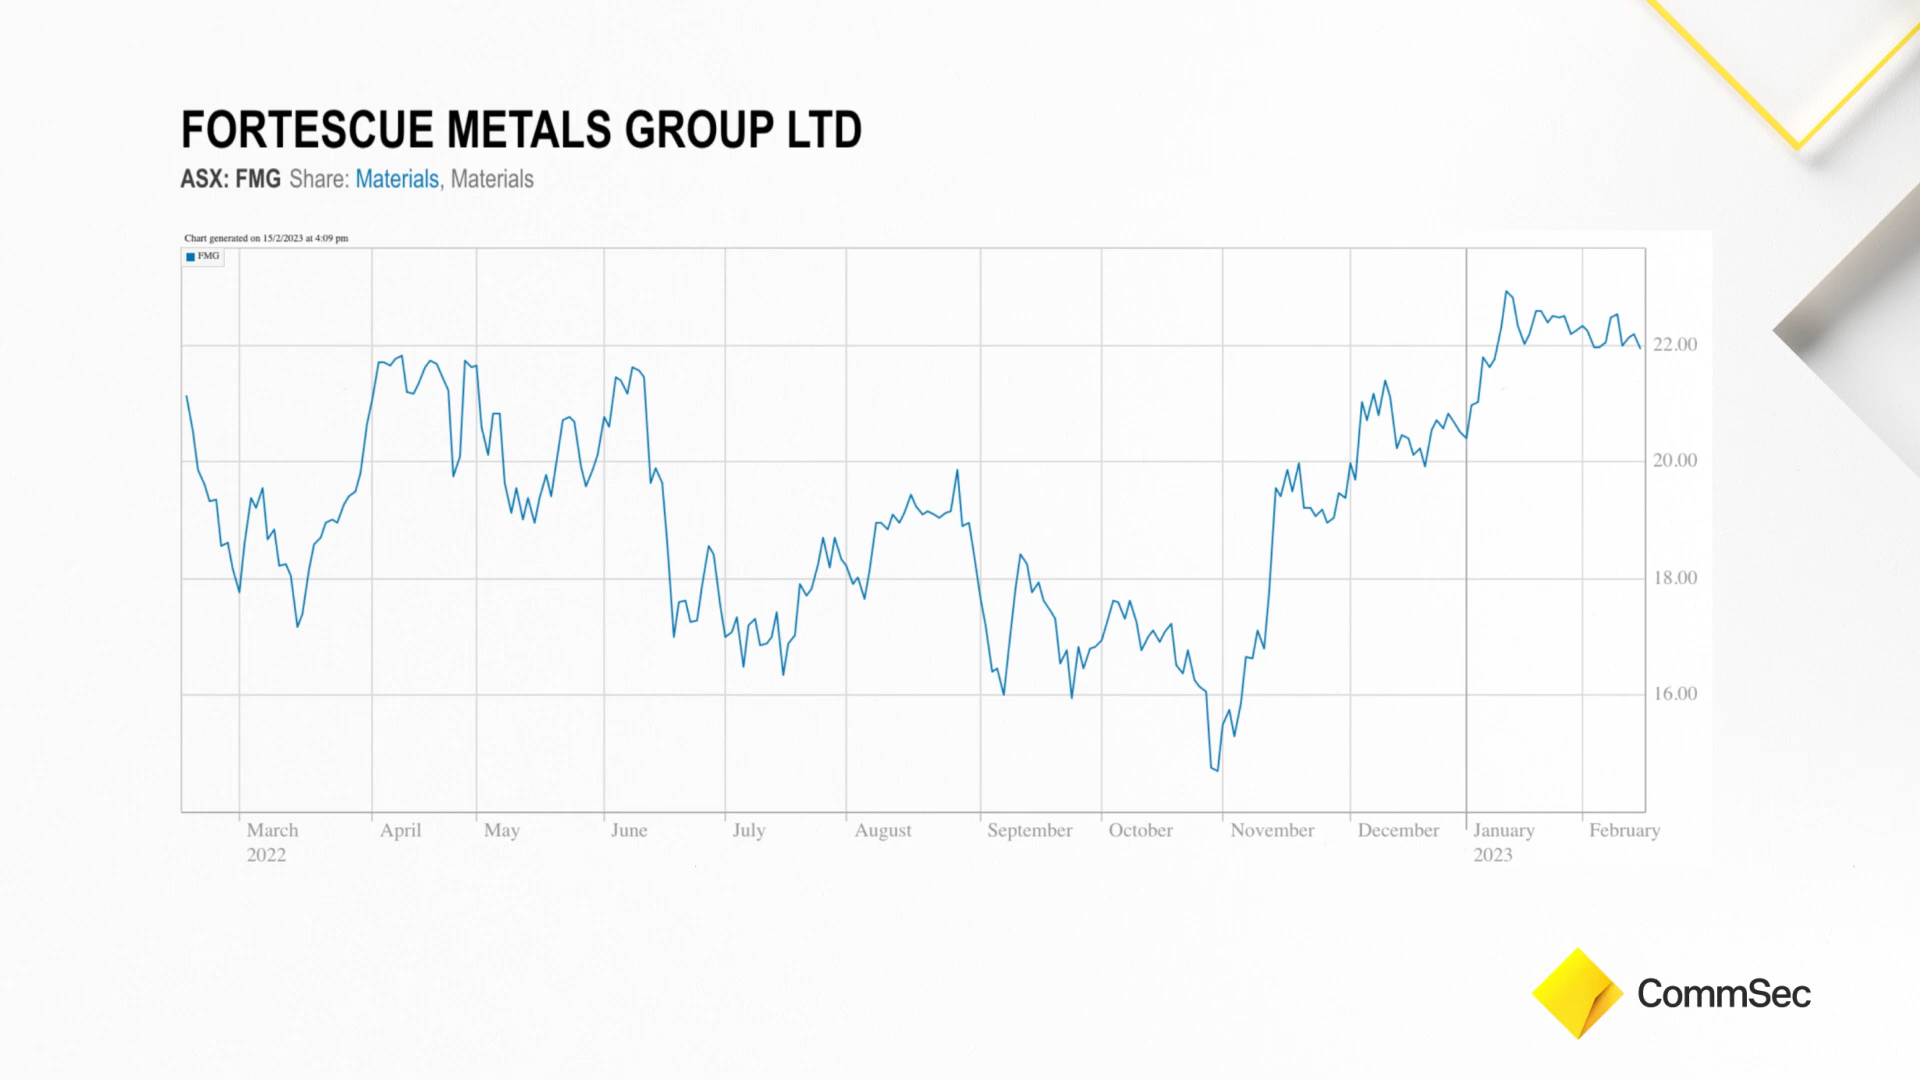 FORTESCUE METALS GROUP LTD
ASX: FMG Share: Materials, Materials
Chart generated on 15/2/2023 at 4:09 pm
FMG
22.00
20.00
18.00
16.00
March April May June July August September October November December January February
2022 2023
CommSec